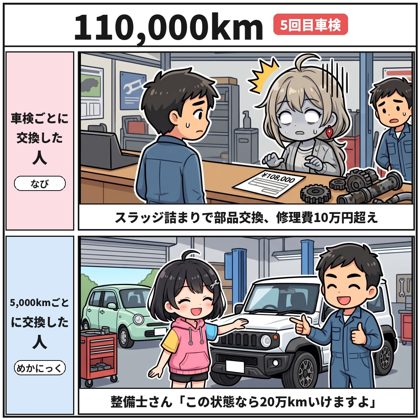 110,000km
5回目車検
車検ごとに
交換した
人
なび
¥108,000
スラッジ詰まりで部品交換、修理費10万円超え
5,000kmごと
に交換した
人
めかにっく
整備士さん「この状態なら20万kmいけますよ」